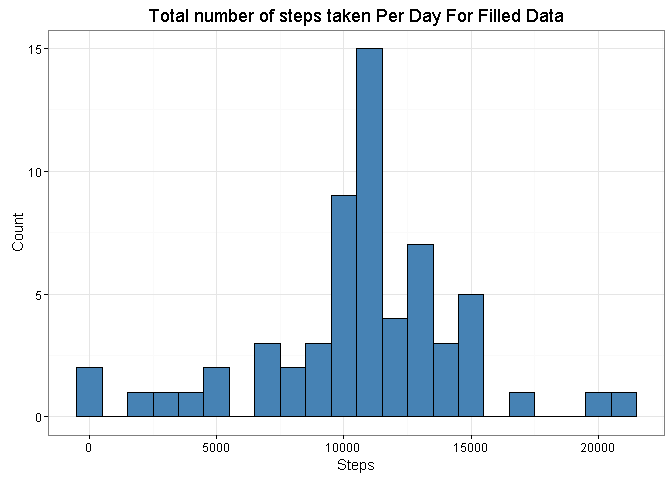 Total number of steps taken Per Day For Filled Data
15
10
5
0
Count
0 5000 10000 15000 20000
Steps